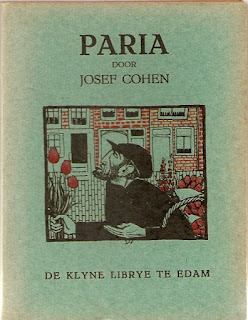 PARIA
DOOR
JOSEF COHEN
DE KLYNE LIBRYE TE EDAM